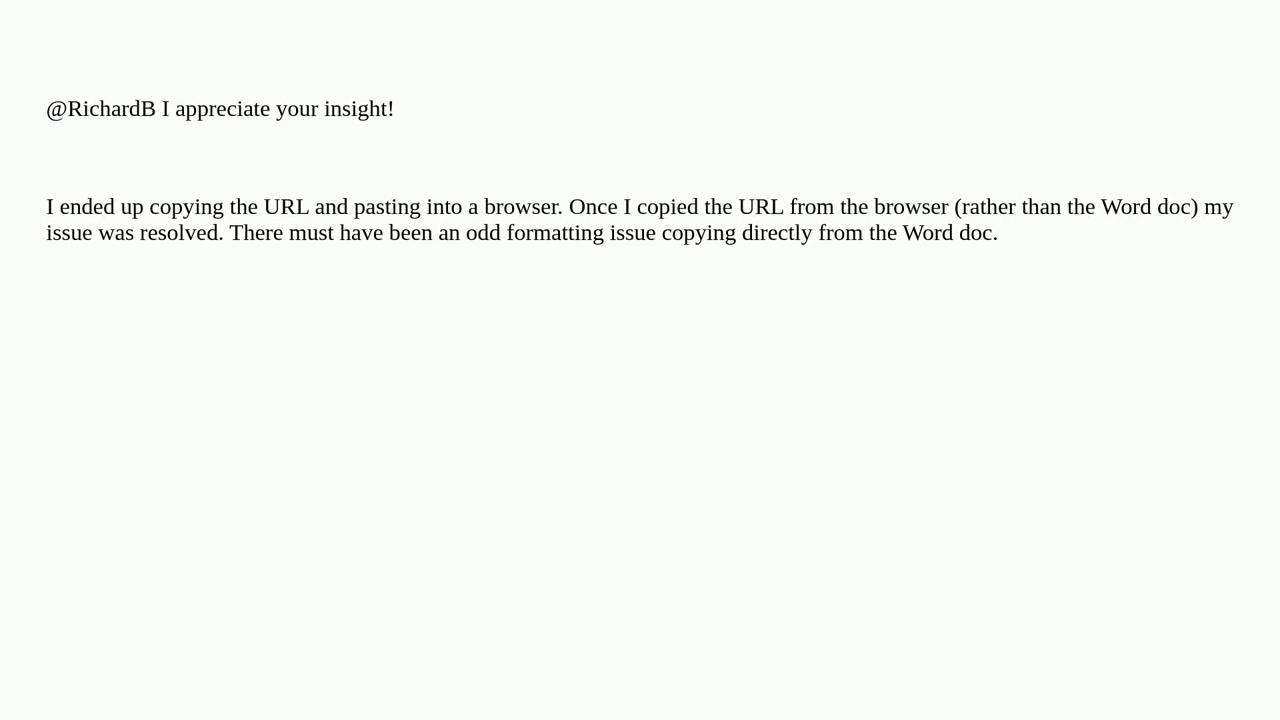 @RichardB I appreciate your insight!
I ended up copying the URL and pasting into a browser. Once I copied the URL from the browser (rather than the Word doc) my
issue was resolved. There must have been an odd formatting issue copying directly from the Word doc.